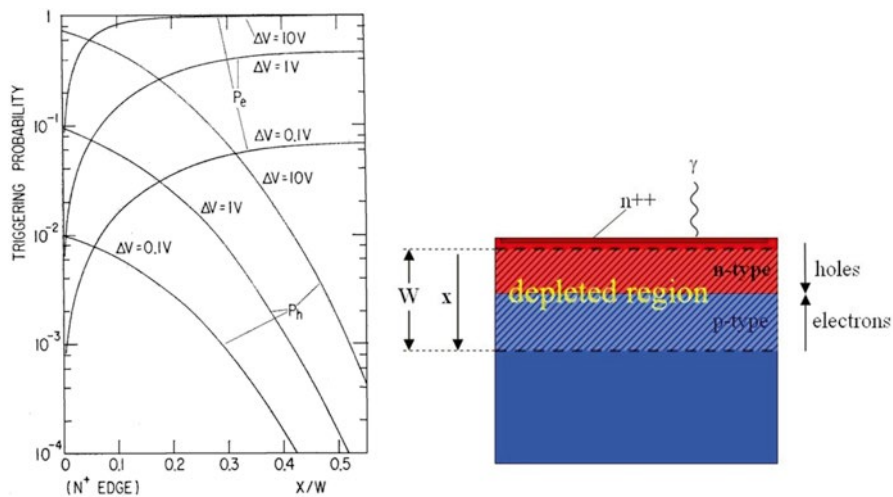 TRIGGERING PROBABILITY
1
10⁻¹
10⁻²
10⁻³
10⁻⁴
ΔV=10V
ΔV=1V
Pe
ΔV=0.1V
ΔV=10V
ΔV=1V
ΔV=0.1V
Ph
0 0.1 0.2 0.3 0.4 0.5
(N⁺ EDGE) X/W
γ
n++
n-type
holes
W x depleted region
p-type
electrons